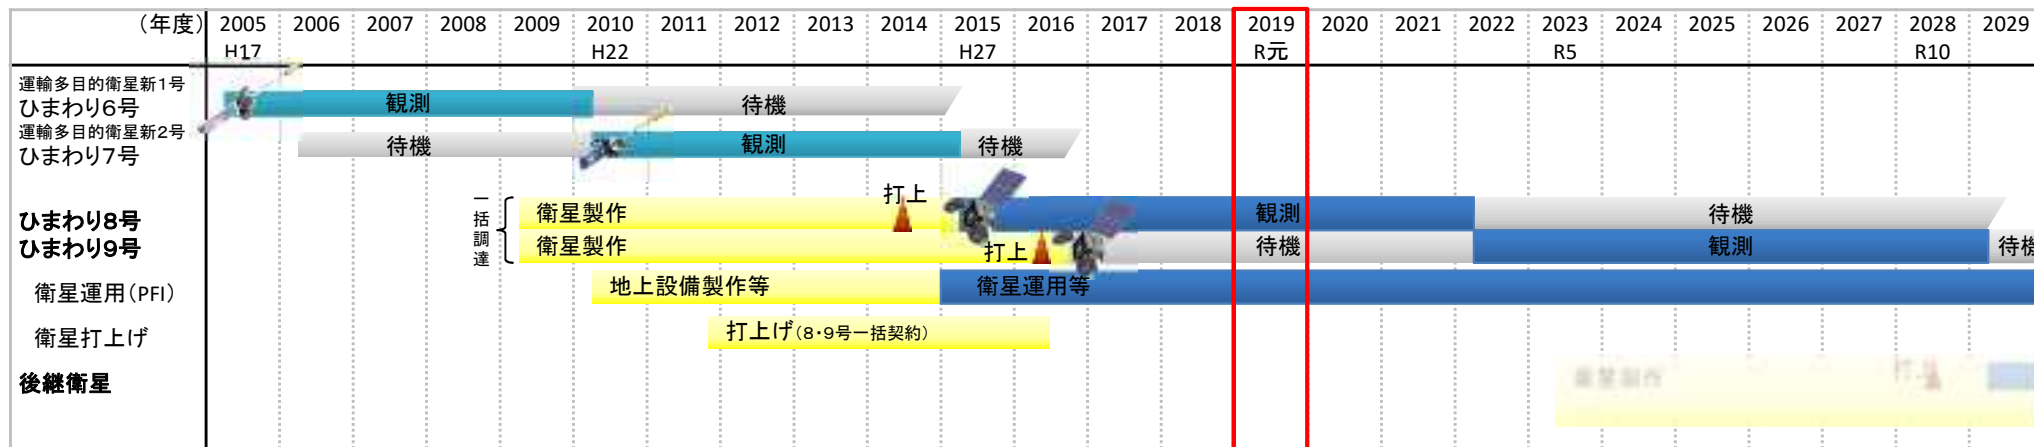 （年度） 2005 2006 2007 2008 2009 2010 2011 2012 2013 2014 2015 2016 2017 2018 2019 2020 2021 2022 2023 2024 2025 2026 2027 2028 2029
H17 H22 H27 R元 R5 R10
運輸多目的衛星新1号
ひまわり6号 観測 待機
運輸多目的衛星新2号
ひまわり7号 待機 観測 待機
一括調達
打上
ひまわり8号 衛星製作 観測 待機
ひまわり9号 衛星製作 打上 待機 観測 待機
衛星運用（PFI） 地上設備製作等 衛星運用等
衛星打上げ 打上げ（8・9号一括契約）
後継衛星 衛星製作 打上